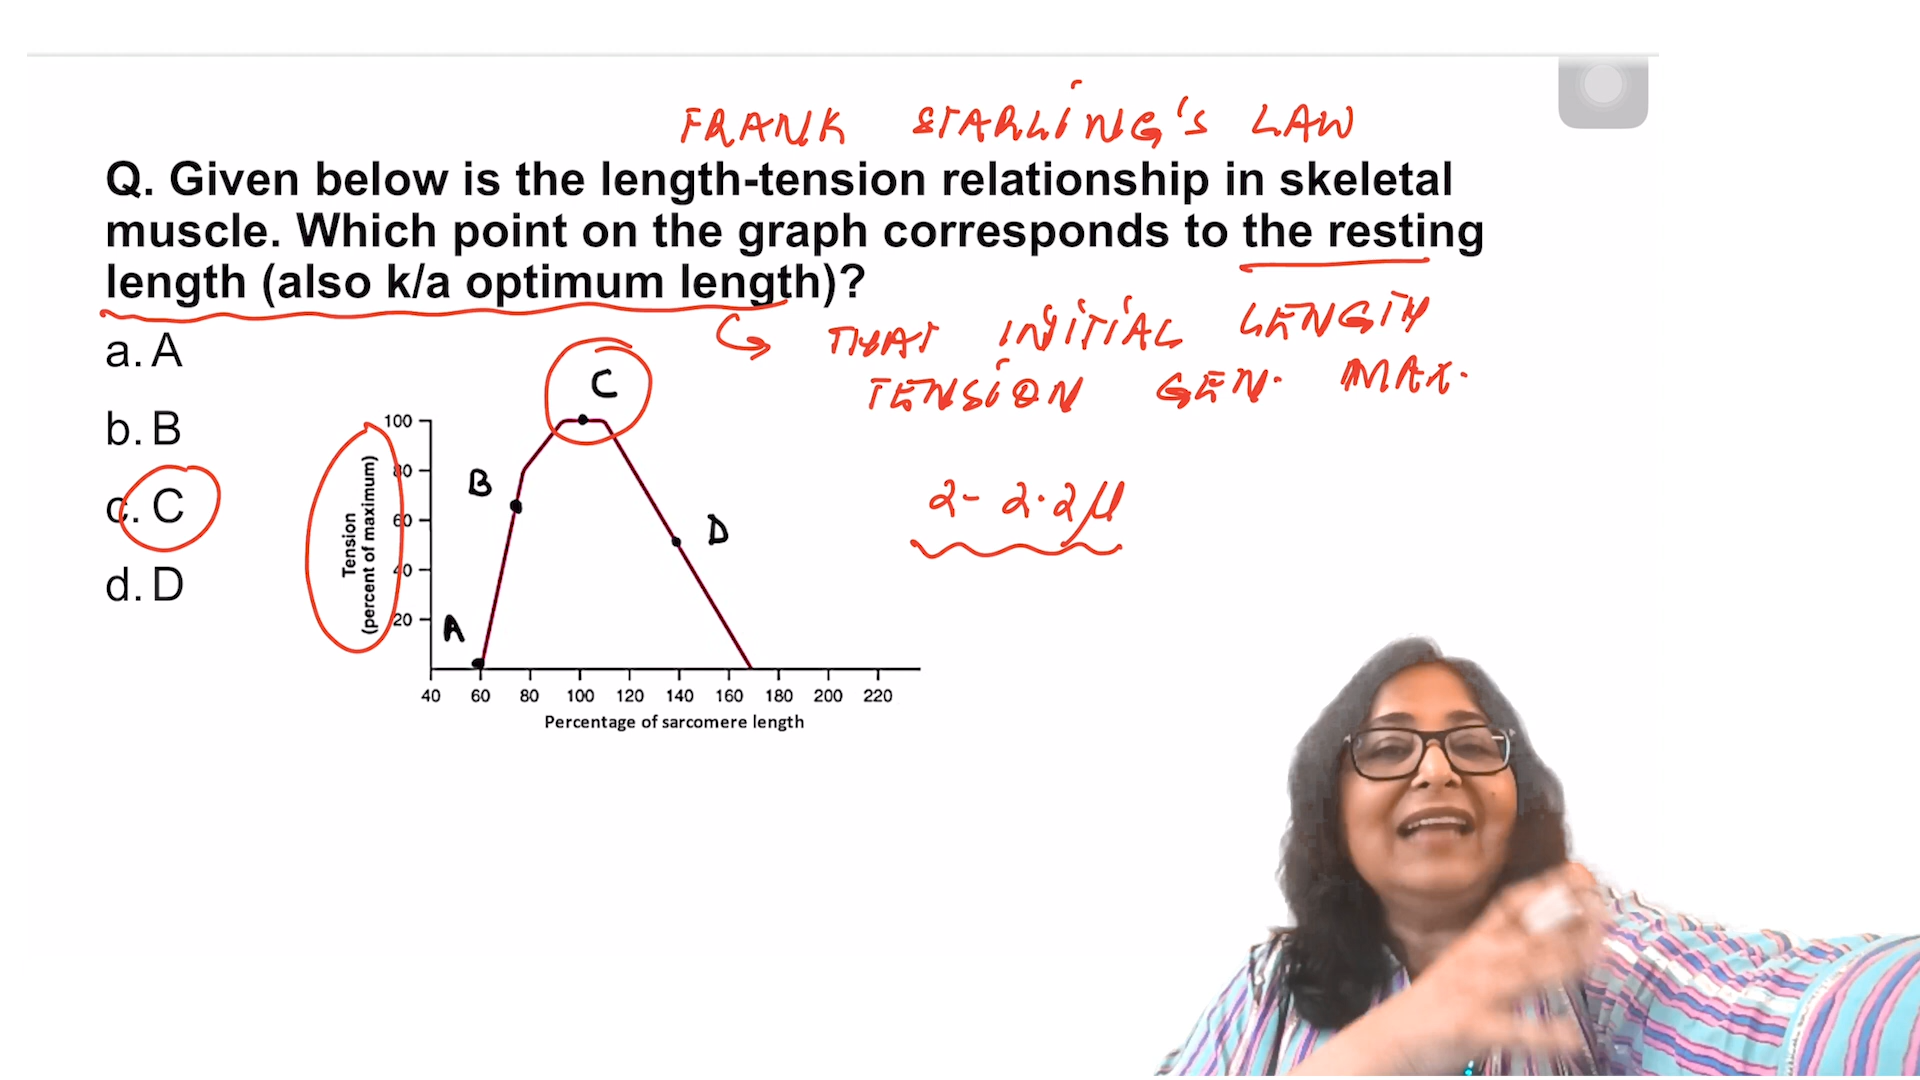 FRANK STARLING'S LAW
Q. Given below is the length-tension relationship in skeletal
muscle. Which point on the graph corresponds to the resting
length (also k/a optimum length)?
THAT INITIAL LENGTH
TENSION GEN. MAX.
a. A
b. B
c. C
d. D
2- 2.2μ
C
B
D
A
Tension
(percent of maximum)
100
80
60
40
20
40 60 80 100 120 140 160 180 200 220
Percentage of sarcomere length